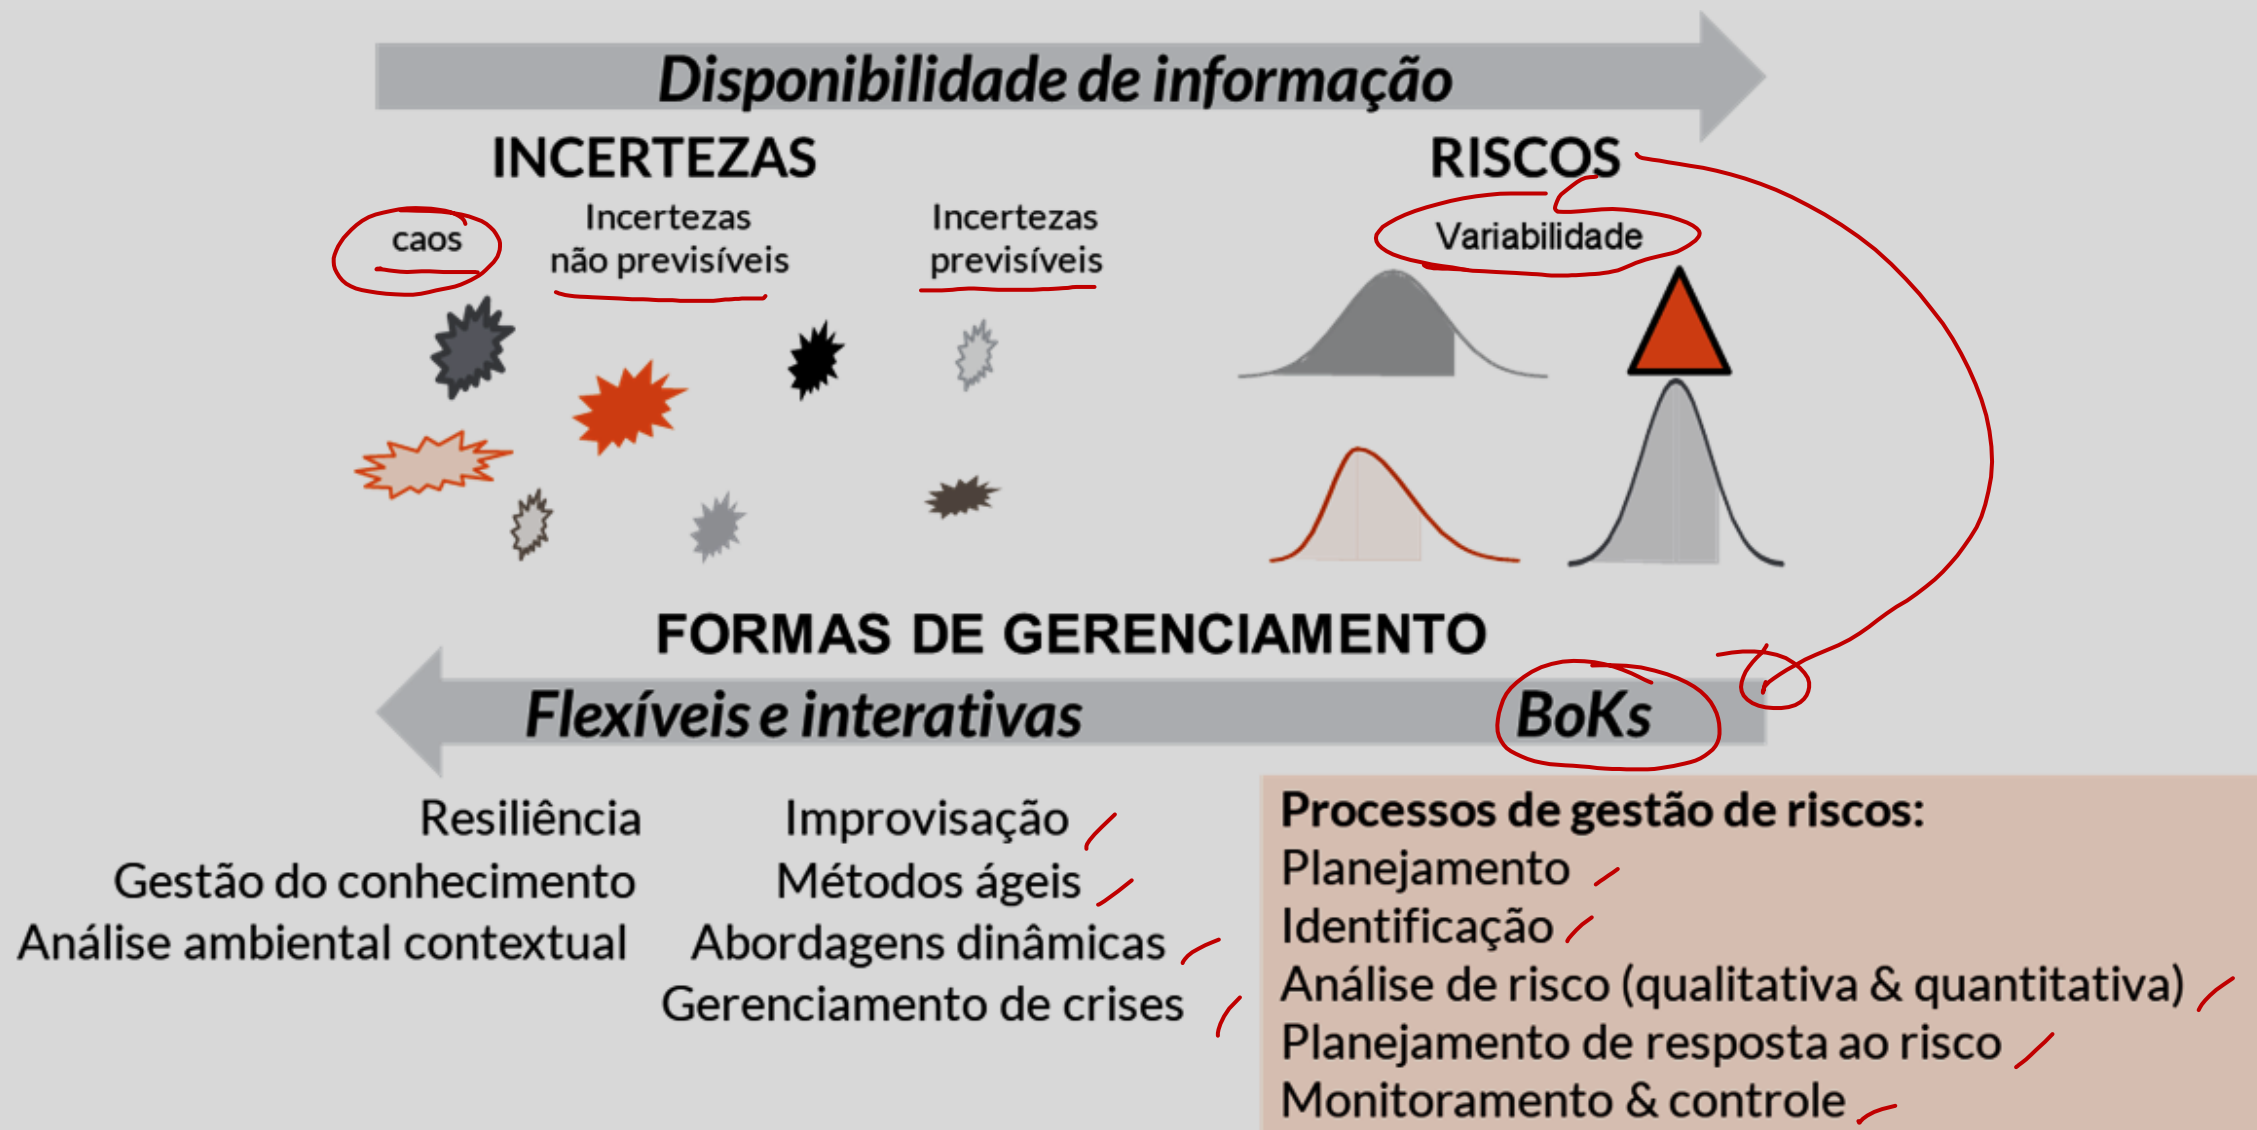 Disponibilidade de informação
INCERTEZAS
RISCOS
caos
Incertezas
não previsíveis
Incertezas
previsíveis
Variabilidade
FORMAS DE GERENCIAMENTO
Flexíveis e interativas
BoKs
Resiliência
Gestão do conhecimento
Análise ambiental contextual
Improvisação
Métodos ágeis
Abordagens dinâmicas
Gerenciamento de crises
Processos de gestão de riscos:
Planejamento
Identificação
Análise de risco (qualitativa & quantitativa)
Planejamento de resposta ao risco
Monitoramento & controle